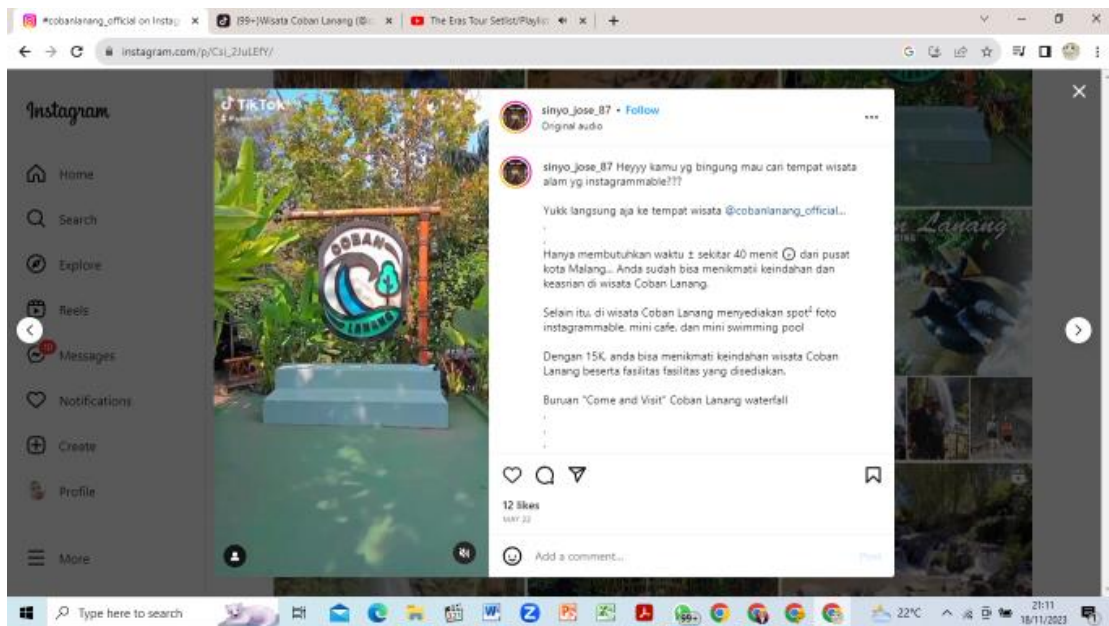 #cobanlanang_official on Instag
(99+)Wisata Coban Lanang (@
The Eras Tour Setlist/Playlis
instagram.com/p/Csi_2JuLEfY/
Instagram
Home
Search
Explore
Reels
Messages
Notifications
Create
Profile
More
TikTok
COBAN
LANANG
sinyo_jose_87 • Follow
Original audio
sinyo_jose_87 Heyyy kamu yg bingung mau cari tempat wisata
alam yg instagrammable???
Yukk langsung aja ke tempat wisata @cobanlanang_official...
.
.
Hanya membutuhkan waktu ± sekitar 40 menit dari pusat
kota Malang... Anda sudah bisa menikmatii keindahan dan
keasrian di wisata Coban Lanang.
Selain itu, di wisata Coban Lanang menyediakan spot² foto
instagrammable, mini cafe, dan mini swimming pool
Dengan 15K, anda bisa menikmati keindahan wisata Coban
Lanang beserta fasilitas fasilitas yang disediakan.
Buruan "Come and Visit" Coban Lanang waterfall
.
.
.
12 likes
MAY 22
Add a comment...
Post
Lanang
Type here to search
99+
22°C
21:11
18/11/2023